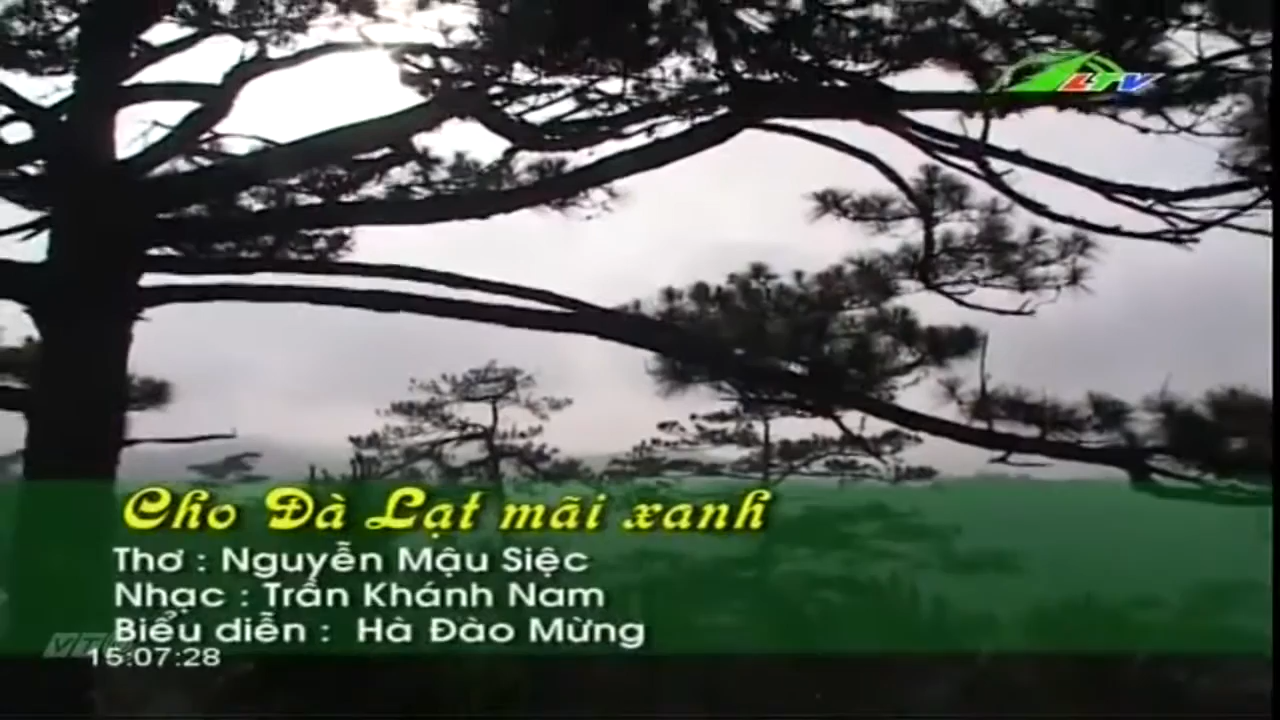 LTV
Cho Đà Lạt mãi xanh
Thơ : Nguyễn Mậu Siệc
Nhạc : Trần Khánh Nam
Biểu diễn : Hà Đào Mừng
15:07:28